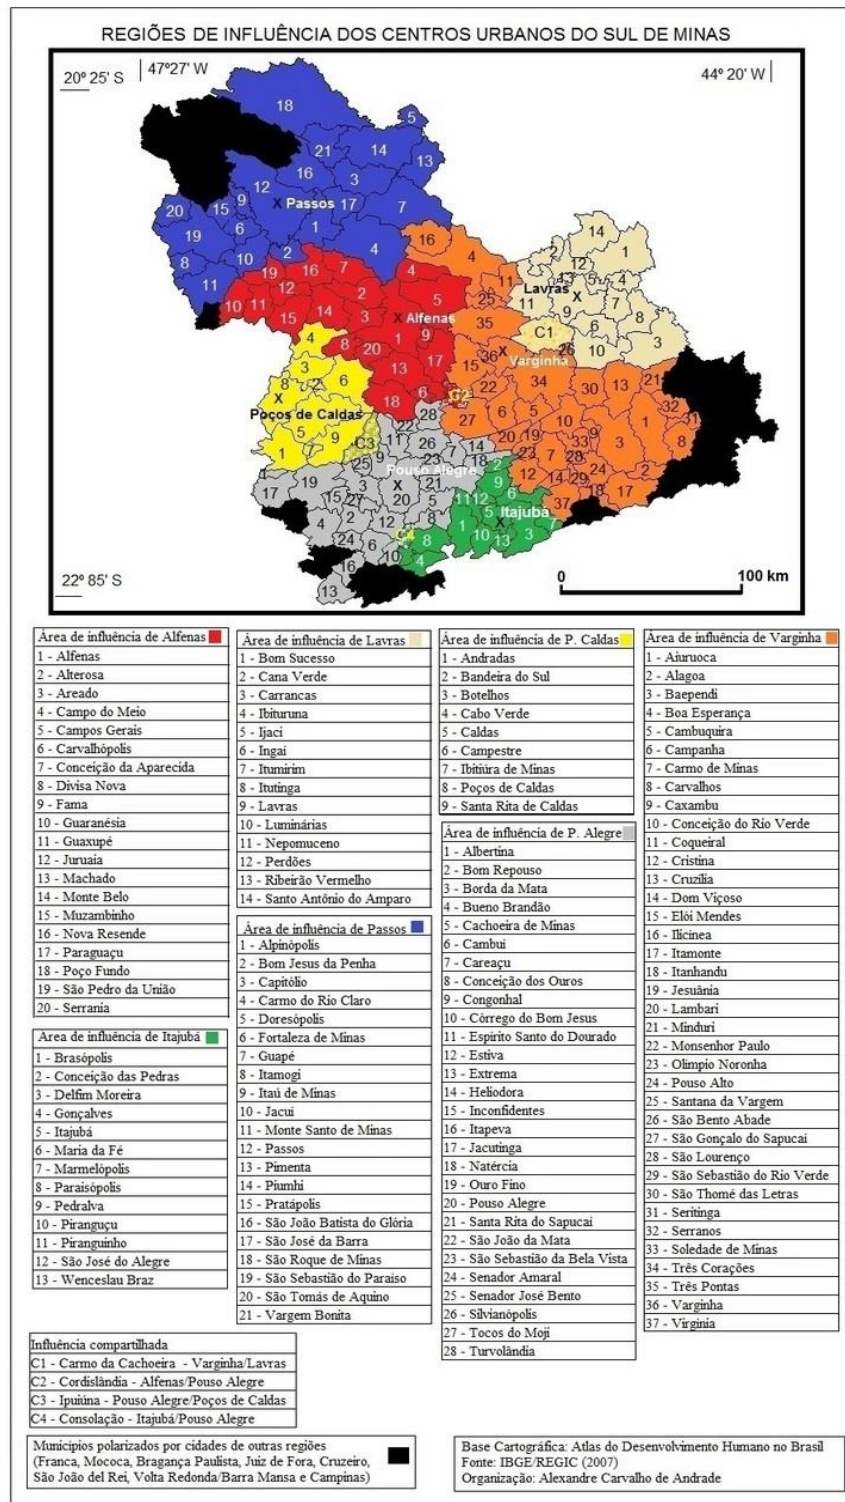 REGIÕES DE INFLUÊNCIA DOS CENTROS URBANOS DO SUL DE MINAS
20º 25' S
47º27' W
44º 20' W
Passos
Lavras
Alfenas
C1
Varginha
C2
Poços de Caldas
C3
Pouso Alegre
Itajubá
C4
22º 85' S
0
100 km
Área de influência de Alfenas
1 - Alfenas
2 - Alterosa
3 - Areado
4 - Campo do Meio
5 - Campos Gerais
6 - Carvalhópolis
7 - Conceição da Aparecida
8 - Divisa Nova
9 - Fama
10 - Guaranésia
11 - Guaxupé
12 - Juruaia
13 - Machado
14 - Monte Belo
15 - Muzambinho
16 - Nova Resende
17 - Paraguaçu
18 - Poço Fundo
19 - São Pedro da União
20 - Serrania
Área de influência de Itajubá
1 - Brasópolis
2 - Conceição das Pedras
3 - Delfim Moreira
4 - Gonçalves
5 - Itajubá
6 - Maria da Fé
7 - Marmelópolis
8 - Paraisópolis
9 - Pedralva
10 - Piranguçu
11 - Piranguinho
12 - São José do Alegre
13 - Wenceslau Braz
Área de influência de Lavras
1 - Bom Sucesso
2 - Cana Verde
3 - Carrancas
4 - Ibituruna
5 - Ijaci
6 - Ingaí
7 - Itumirim
8 - Itutinga
9 - Lavras
10 - Luminárias
11 - Nepomuceno
12 - Perdões
13 - Ribeirão Vermelho
14 - Santo Antônio do Amparo
Área de influência de Passos
1 - Alpinópolis
2 - Bom Jesus da Penha
3 - Capitólio
4 - Carmo do Rio Claro
5 - Doresópolis
6 - Fortaleza de Minas
7 - Guapé
8 - Itamogi
9 - Itaú de Minas
10 - Jacuí
11 - Monte Santo de Minas
12 - Passos
13 - Pimenta
14 - Piumhi
15 - Pratápolis
16 - São João Batista do Glória
17 - São José da Barra
18 - São Roque de Minas
19 - São Sebastião do Paraíso
20 - São Tomás de Aquino
21 - Vargem Bonita
Área de influência de P. Caldas
1 - Andradas
2 - Bandeira do Sul
3 - Botelhos
4 - Cabo Verde
5 - Caldas
6 - Campestre
7 - Ibitiúra de Minas
8 - Poços de Caldas
9 - Santa Rita de Caldas
Área de influência de P. Alegre
1 - Albertina
2 - Bom Repouso
3 - Borda da Mata
4 - Bueno Brandão
5 - Cachoeira de Minas
6 - Cambuí
7 - Careaçu
8 - Conceição dos Ouros
9 - Congonhal
10 - Córrego do Bom Jesus
11 - Espírito Santo do Dourado
12 - Estiva
13 - Extrema
14 - Heliodora
15 - Inconfidentes
16 - Itapeva
17 - Jacutinga
18 - Natércia
19 - Ouro Fino
20 - Pouso Alegre
21 - Santa Rita do Sapucaí
22 - São João da Mata
23 - São Sebastião da Bela Vista
24 - Senador Amaral
25 - Senador José Bento
26 - Silvianópolis
27 - Tocos do Moji
28 - Turvolândia
Área de influência de Varginha
1 - Aiuruoca
2 - Alagoa
3 - Baependi
4 - Boa Esperança
5 - Cambuquira
6 - Campanha
7 - Carmo de Minas
8 - Carvalhos
9 - Caxambu
10 - Conceição do Rio Verde
11 - Coqueiral
12 - Cristina
13 - Cruzília
14 - Dom Viçoso
15 - Elói Mendes
16 - Ilicínea
17 - Itamonte
18 - Itanhandu
19 - Jesuânia
20 - Lambari
21 - Minduri
22 - Monsenhor Paulo
23 - Olímpio Noronha
24 - Pouso Alto
25 - Santana da Vargem
26 - São Bento Abade
27 - São Gonçalo do Sapucaí
28 - São Lourenço
29 - São Sebastião do Rio Verde
30 - São Thomé das Letras
31 - Seritinga
32 - Serranos
33 - Soledade de Minas
34 - Três Corações
35 - Três Pontas
36 - Varginha
37 - Virgínia
Influência compartilhada
C1 - Carmo da Cachoeira - Varginha/Lavras
C2 - Cordislândia - Alfenas/Pouso Alegre
C3 - Ipuiúna - Pouso Alegre/Poços de Caldas
C4 - Consolação - Itajubá/Pouso Alegre
Municípios polarizados por cidades de outras regiões
(Franca, Mococa, Bragança Paulista, Juiz de Fora, Cruzeiro,
São João del Rei, Volta Redonda/Barra Mansa e Campinas)
Base Cartográfica: Atlas do Desenvolvimento Humano no Brasil
Fonte: IBGE/REGIC (2007)
Organização: Alexandre Carvalho de Andrade